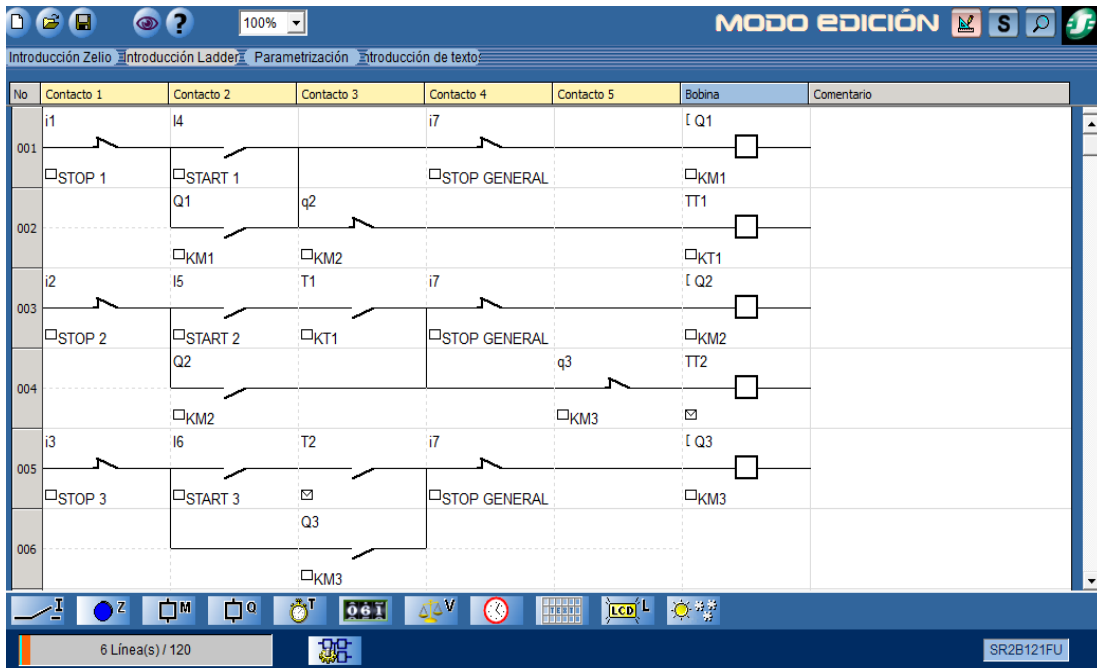 100%
MODO EDICIÓN
S
Introducción Zelio Introducción Ladder Parametrización ntroducción de textos
No Contacto 1 Contacto 2 Contacto 3 Contacto 4 Contacto 5 Bobina Comentario
i1 I4 i7 [ Q1
001
STOP 1 START 1 STOP GENERAL KM1
Q1 q2 TT1
002
KM1 KM2 KT1
i2 I5 T1 i7 [ Q2
003
STOP 2 START 2 KT1 STOP GENERAL KM2
Q2 q3 TT2
004
KM2 KM3
i3 I6 T2 i7 [ Q3
005
STOP 3 START 3 STOP GENERAL KM3
Q3
006
KM3
I Z M Q T 061 V TEXTO LCD L
6 Línea(s) / 120 SR2B121FU